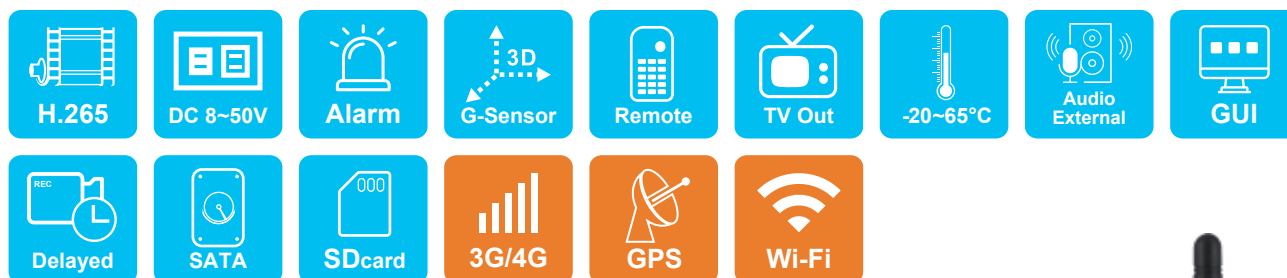 3D
H.265
DC 8~50V
Alarm
G-Sensor
Remote
TV Out
-20~65°C
Audio
External
GUI
REC
000
Delayed
SATA
SDcard
3G/4G
GPS
Wi-Fi